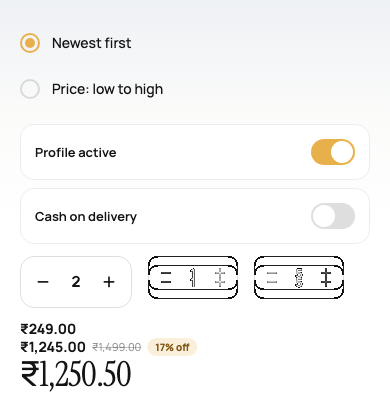 Newest first
Price: low to high
Profile active
Cash on delivery
− 2 +
₹249.00
₹1,245.00 ₹1,499.00 17% off
₹1,250.50